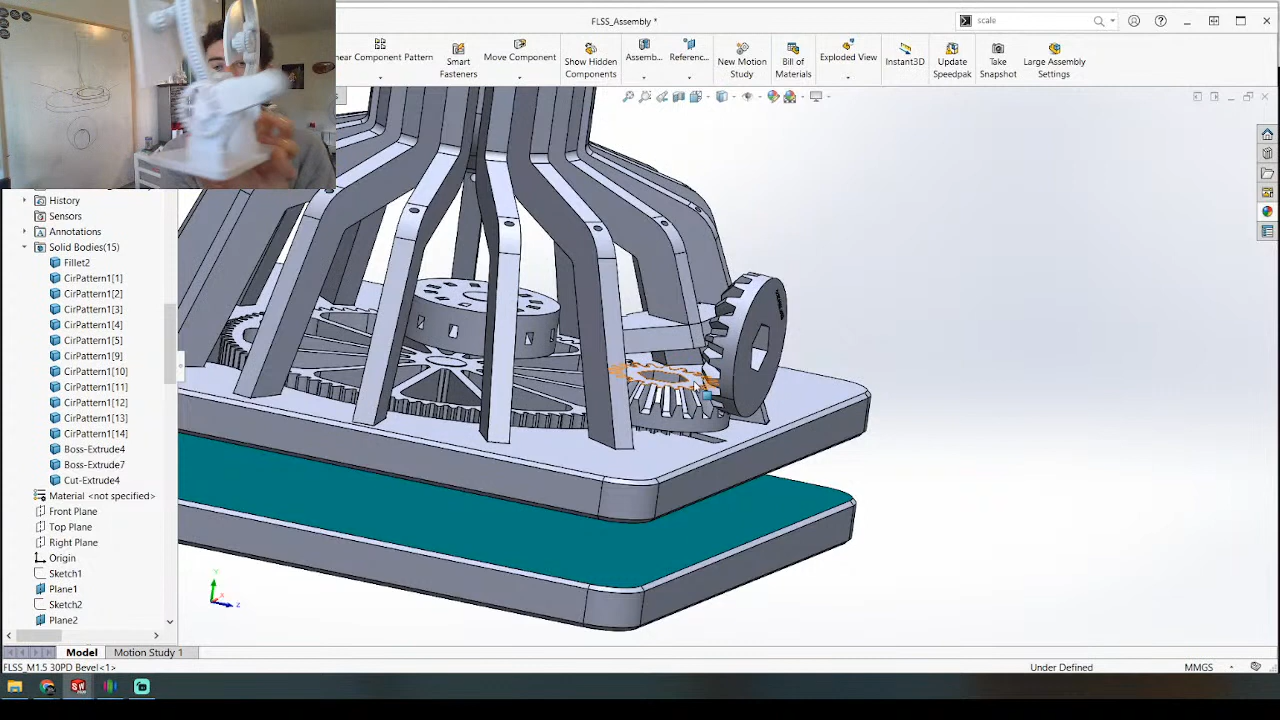 FLSS_Assembly *
scale
near Component Pattern
Smart Fasteners
Move Component
Show Hidden Components
Assemb...
Referenc...
New Motion Study
Bill of Materials
Exploded View
Instant3D
Update Speedpak
Take Snapshot
Large Assembly Settings
History
Sensors
Annotations
Solid Bodies(15)
Fillet2
CirPattern1[1]
CirPattern1[2]
CirPattern1[3]
CirPattern1[4]
CirPattern1[5]
CirPattern1[9]
CirPattern1[10]
CirPattern1[11]
CirPattern1[12]
CirPattern1[13]
CirPattern1[14]
Boss-Extrude4
Boss-Extrude7
Cut-Extrude4
Material <not specified>
Front Plane
Top Plane
Right Plane
Origin
Sketch1
Plane1
Sketch2
Plane2
Model
Motion Study 1
FLSS_M1.5 30PD Bevel<1>
Under Defined
MMGS